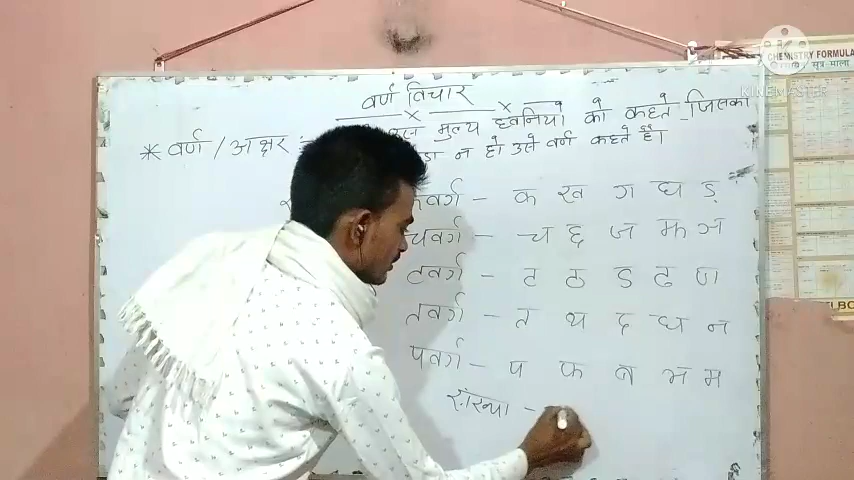 वर्ण विचार
* वर्ण / अक्षर : मुल्य ध्वनियो को कहते जिसका
न हो उसे वर्ण कहते है।
कवर्ग - क ख ग घ ड़
चवर्ग - च छ ज झ ञ
टवर्ग - ट ठ ड ढ ण
तवर्ग - त थ द ध न
पवर्ग - प फ ब भ म
संख्या -
CHEMISTRY FORMULA
सूत्र माला
KINEMASTER